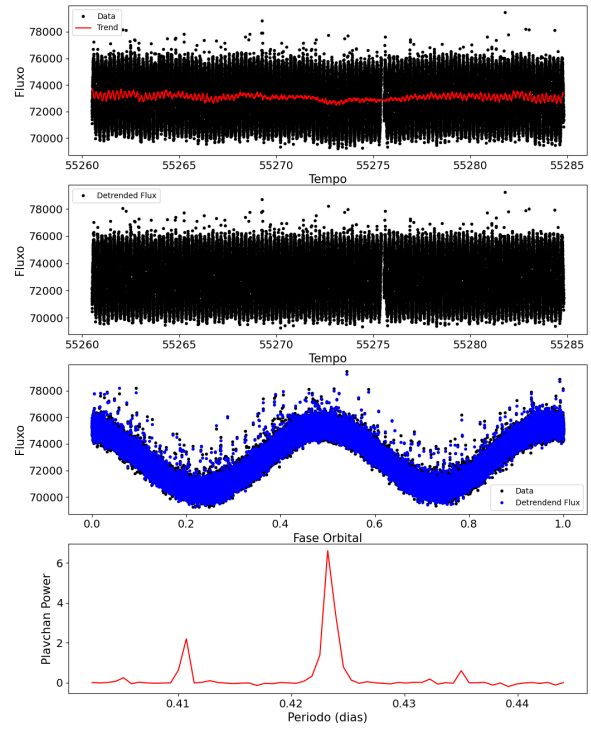 78000
76000
74000
72000
70000
Fluxo
Data
Trend
55260 55265 55270 55275 55280 55285
Tempo
78000
76000
74000
72000
70000
Fluxo
Detrended Flux
55260 55265 55270 55275 55280 55285
Tempo
78000
76000
74000
72000
70000
Fluxo
Data
Detrendend Flux
0.0 0.2 0.4 0.6 0.8 1.0
Fase Orbital
6
4
2
0
Plavchan Power
0.41 0.42 0.43 0.44
Periodo (dias)